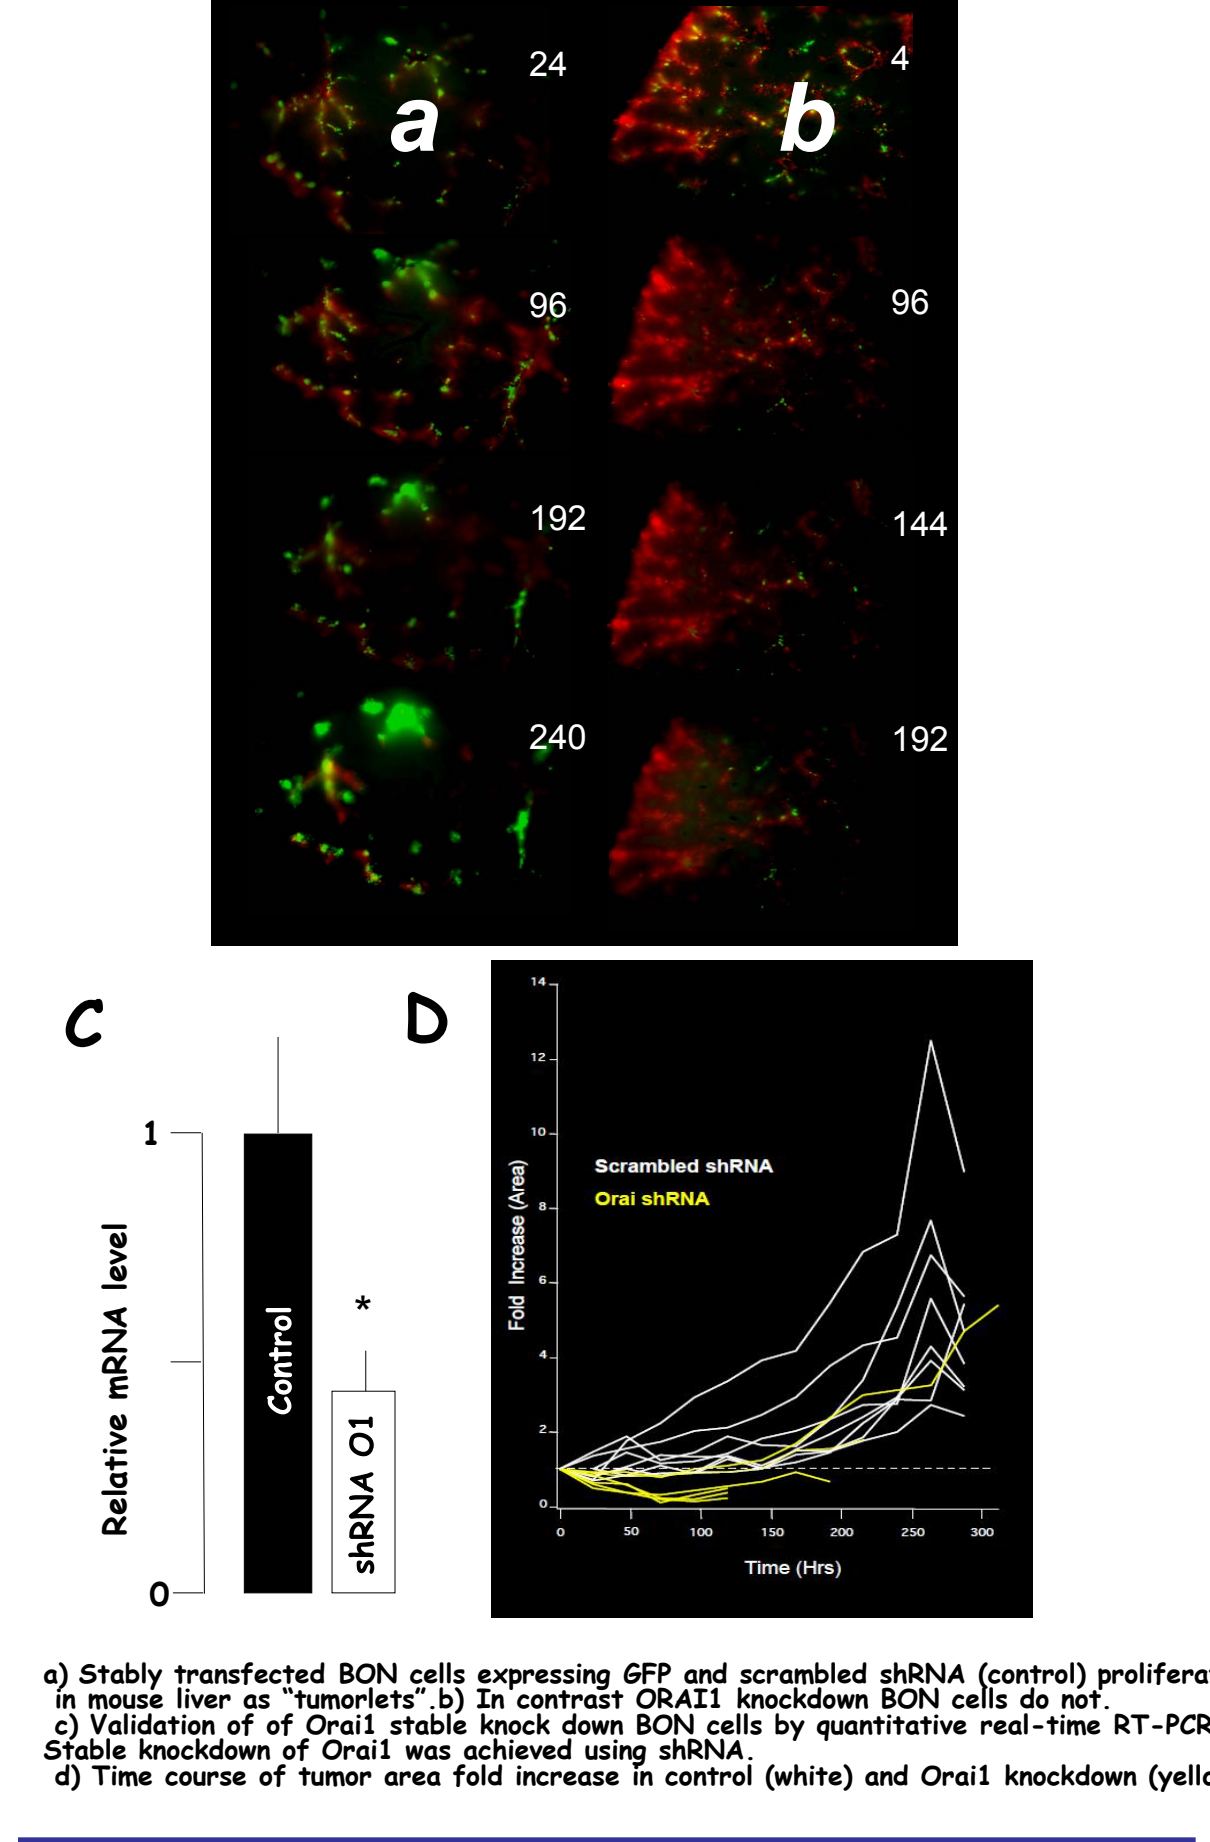 a
b
24
4
96
96
192
144
240
192
C
D
1
0
Relative mRNA level
Control
*
shRNA O1
14
12
10
8
6
4
2
0
Fold Increase (Area)
Scrambled shRNA
Orai shRNA
0 50 100 150 200 250 300
Time (Hrs)
a) Stably transfected BON cells expressing GFP and scrambled shRNA (control) prolifera
in mouse liver as “tumorlets”.b) In contrast ORAI1 knockdown BON cells do not.
c) Validation of of Orai1 stable knock down BON cells by quantitative real-time RT-PCR
Stable knockdown of Orai1 was achieved using shRNA.
d) Time course of tumor area fold increase in control (white) and Orai1 knockdown (yell